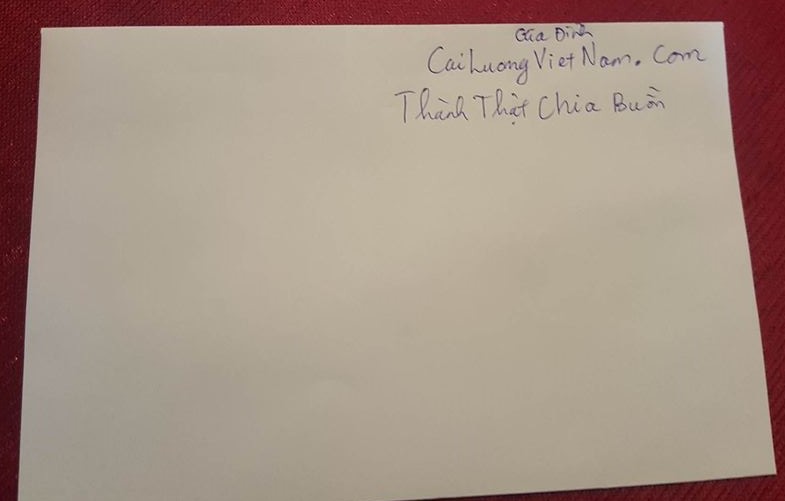 Gia Đình
CaiLuongVietNam.Com
Thành Thật Chia Buồn